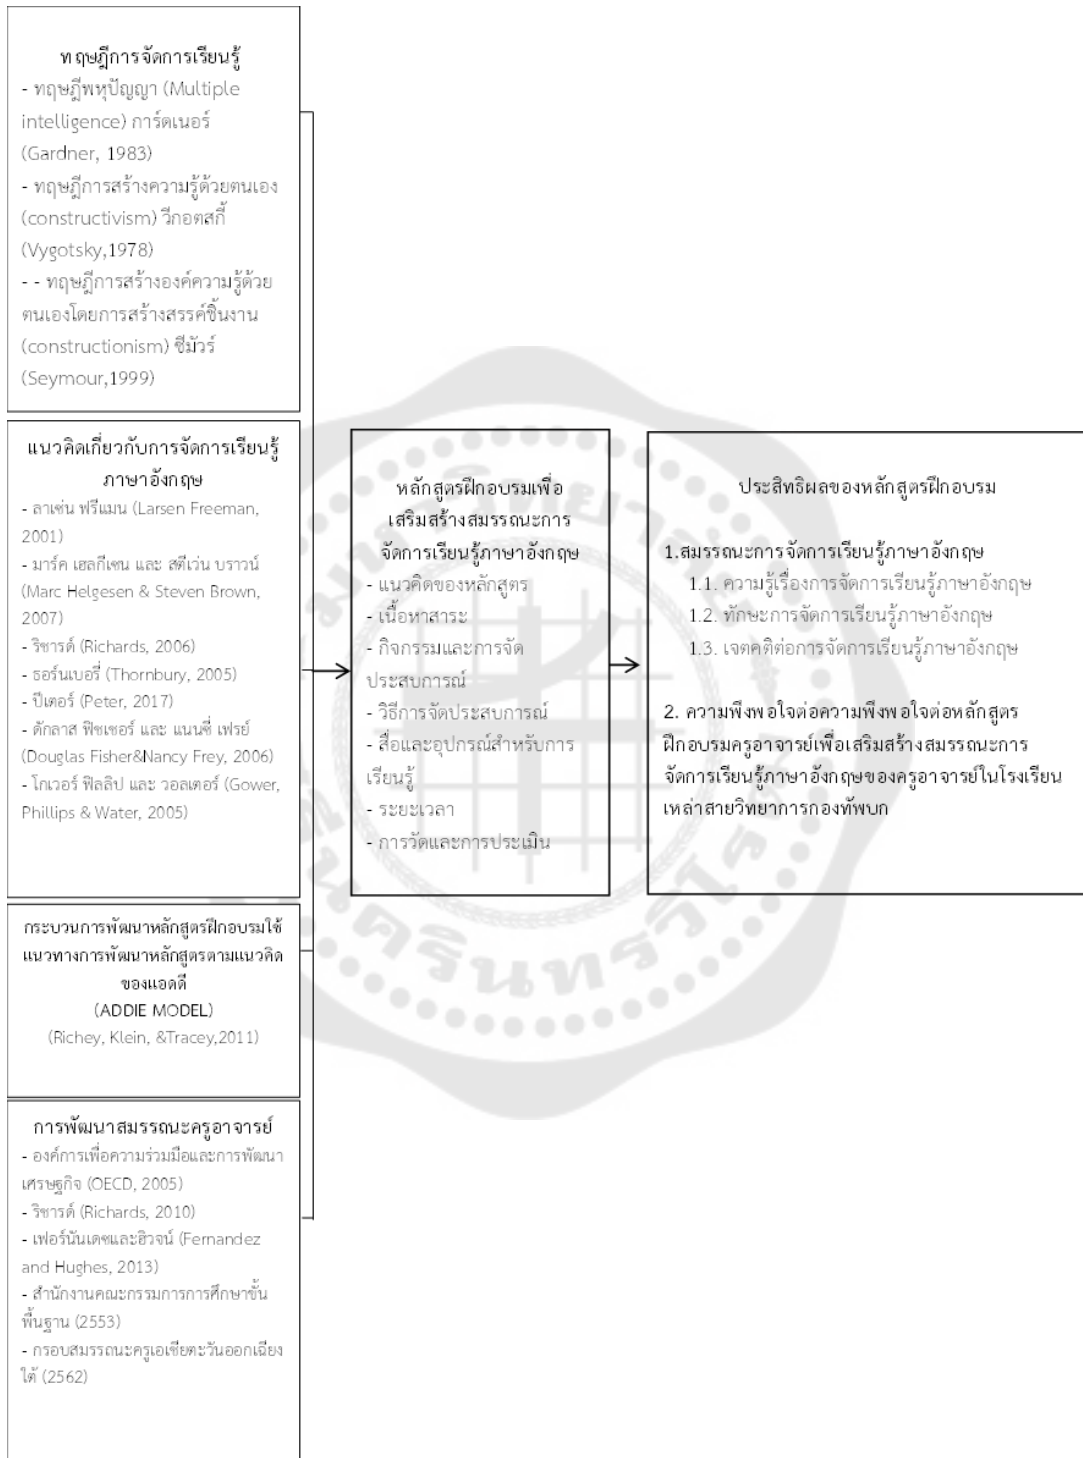 ทฤษฎีการจัดการเรียนรู้
- ทฤษฎีพหุปัญญา (Multiple
intelligence) การ์ดเนอร์
(Gardner, 1983)
- ทฤษฎีการสร้างความรู้ด้วยตนเอง
(constructivism) วีกอตสกี้
(Vygotsky,1978)
- - ทฤษฎีการสร้างองค์ความรู้ด้วย
ตนเองโดยการสร้างสรรค์ชิ้นงาน
(constructionism) ซีมัวร์
(Seymour,1999)
แนวคิดเกี่ยวกับการจัดการเรียนรู้
ภาษาอังกฤษ
- ลาเซ่น ฟรีแมน (Larsen Freeman,
2001)
- มาร์ค เฮลกีเซน และ สตีเว่น บราวน์
(Marc Helgesen & Steven Brown,
2007)
- ริชารด์ (Richards, 2006)
- ธอร์นเบอรี่ (Thornbury, 2005)
- ปีเตอร์ (Peter, 2017)
- ดักลาส ฟิชเชอร์ และ แนนซี่ เฟรย์
(Douglas Fisher&Nancy Frey, 2006)
- โกเวอร์ ฟิลลิป และ วอลเตอร์ (Gower,
Phillips & Water, 2005)
กระบวนการพัฒนาหลักสูตรฝึกอบรมใช้
แนวทางการพัฒนาหลักสูตรตามแนวคิด
ของแอดดี
(ADDIE MODEL)
(Richey, Klein, &Tracey,2011)
การพัฒนาสมรรถนะครูอาจารย์
- องค์การเพื่อความร่วมมือและการพัฒนา
เศรษฐกิจ (OECD, 2005)
- ริชารด์ (Richards, 2010)
- เฟอร์นันเดซและฮิวจน์ (Fernandez
and Hughes, 2013)
- สำนักงานคณะกรรมการการศึกษาขั้น
พื้นฐาน (2553)
- กรอบสมรรถนะครูเอเชียตะวันออกเฉียง
ใต้ (2562)
หลักสูตรฝึกอบรมเพื่อ
เสริมสร้างสมรรถนะการ
จัดการเรียนรู้ภาษาอังกฤษ
- แนวคิดของหลักสูตร
- เนื้อหาสาระ
- กิจกรรมและการจัด
ประสบการณ์
- วิธีการจัดประสบการณ์
- สื่อและอุปกรณ์สำหรับการ
เรียนรู้
- ระยะเวลา
- การวัดและการประเมิน
ประสิทธิผลของหลักสูตรฝึกอบรม
1.สมรรถนะการจัดการเรียนรู้ภาษาอังกฤษ
1.1. ความรู้เรื่องการจัดการเรียนรู้ภาษาอังกฤษ
1.2. ทักษะการจัดการเรียนรู้ภาษาอังกฤษ
1.3. เจตคติต่อการจัดการเรียนรู้ภาษาอังกฤษ
2. ความพึงพอใจต่อความพึงพอใจต่อหลักสูตร
ฝึกอบรมครูอาจารย์เพื่อเสริมสร้างสมรรถนะการ
จัดการเรียนรู้ภาษาอังกฤษของครูอาจารย์ในโรงเรียน
เหล่าสายวิทยาการกองทัพบก